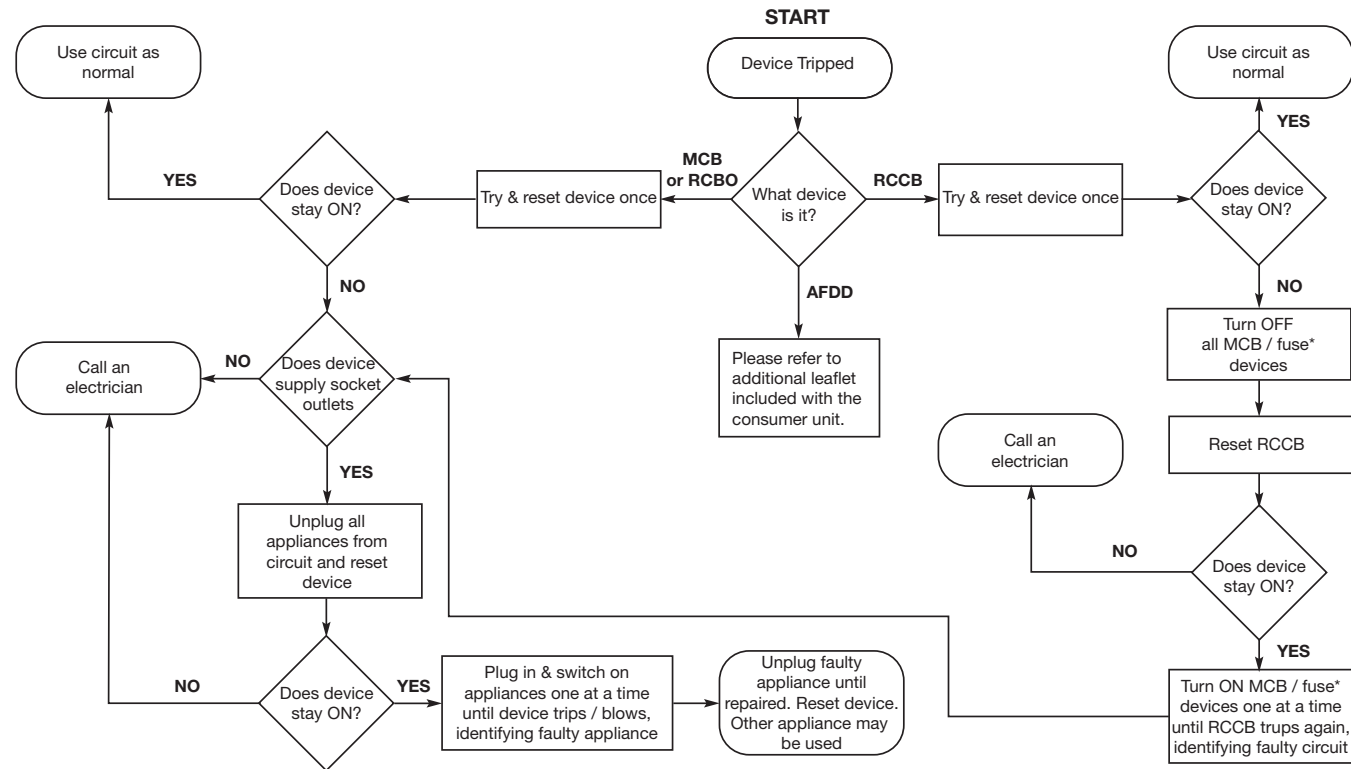 START
Device Tripped
What device
is it?
MCB
or RCBO
Try & reset device once
Does device
stay ON?
YES
Use circuit as
normal
NO
Does device
supply socket
outlets
NO
Call an
electrician
YES
Unplug all
appliances from
circuit and reset
device
Does device
stay ON?
NO
YES
Plug in & switch on
appliances one at a time
until device trips / blows,
identifying faulty appliance
Unplug faulty
appliance until
repaired. Reset device.
Other appliance may
be used
AFDD
Please refer to
additional leaflet
included with the
consumer unit.
RCCB
Try & reset device once
Does device
stay ON?
YES
Use circuit as
normal
NO
Turn OFF
all MCB / fuse*
devices
Reset RCCB
Does device
stay ON?
NO
Call an
electrician
YES
Turn ON MCB / fuse*
devices one at a time
until RCCB trups again,
identifying faulty circuit